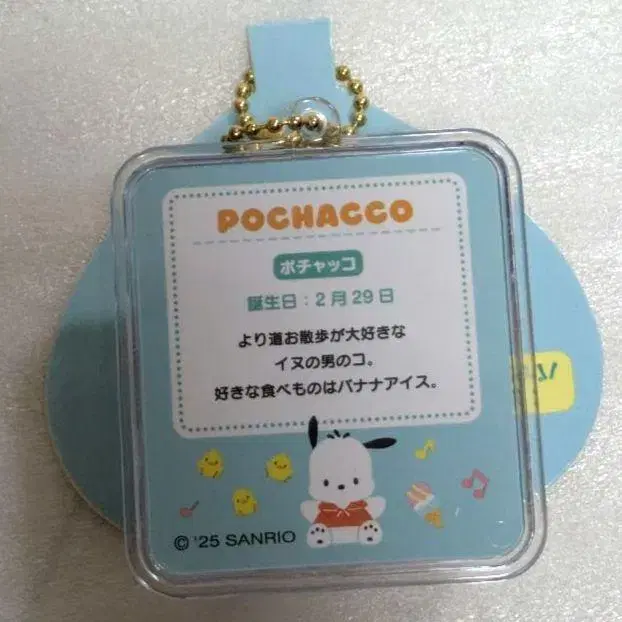 POCHACCO
ポチャッコ
誕生日：2月29日
より道お散歩が大好きな
イヌの男のコ。
好きな食べものはバナナアイス。
© '25 SANRIO